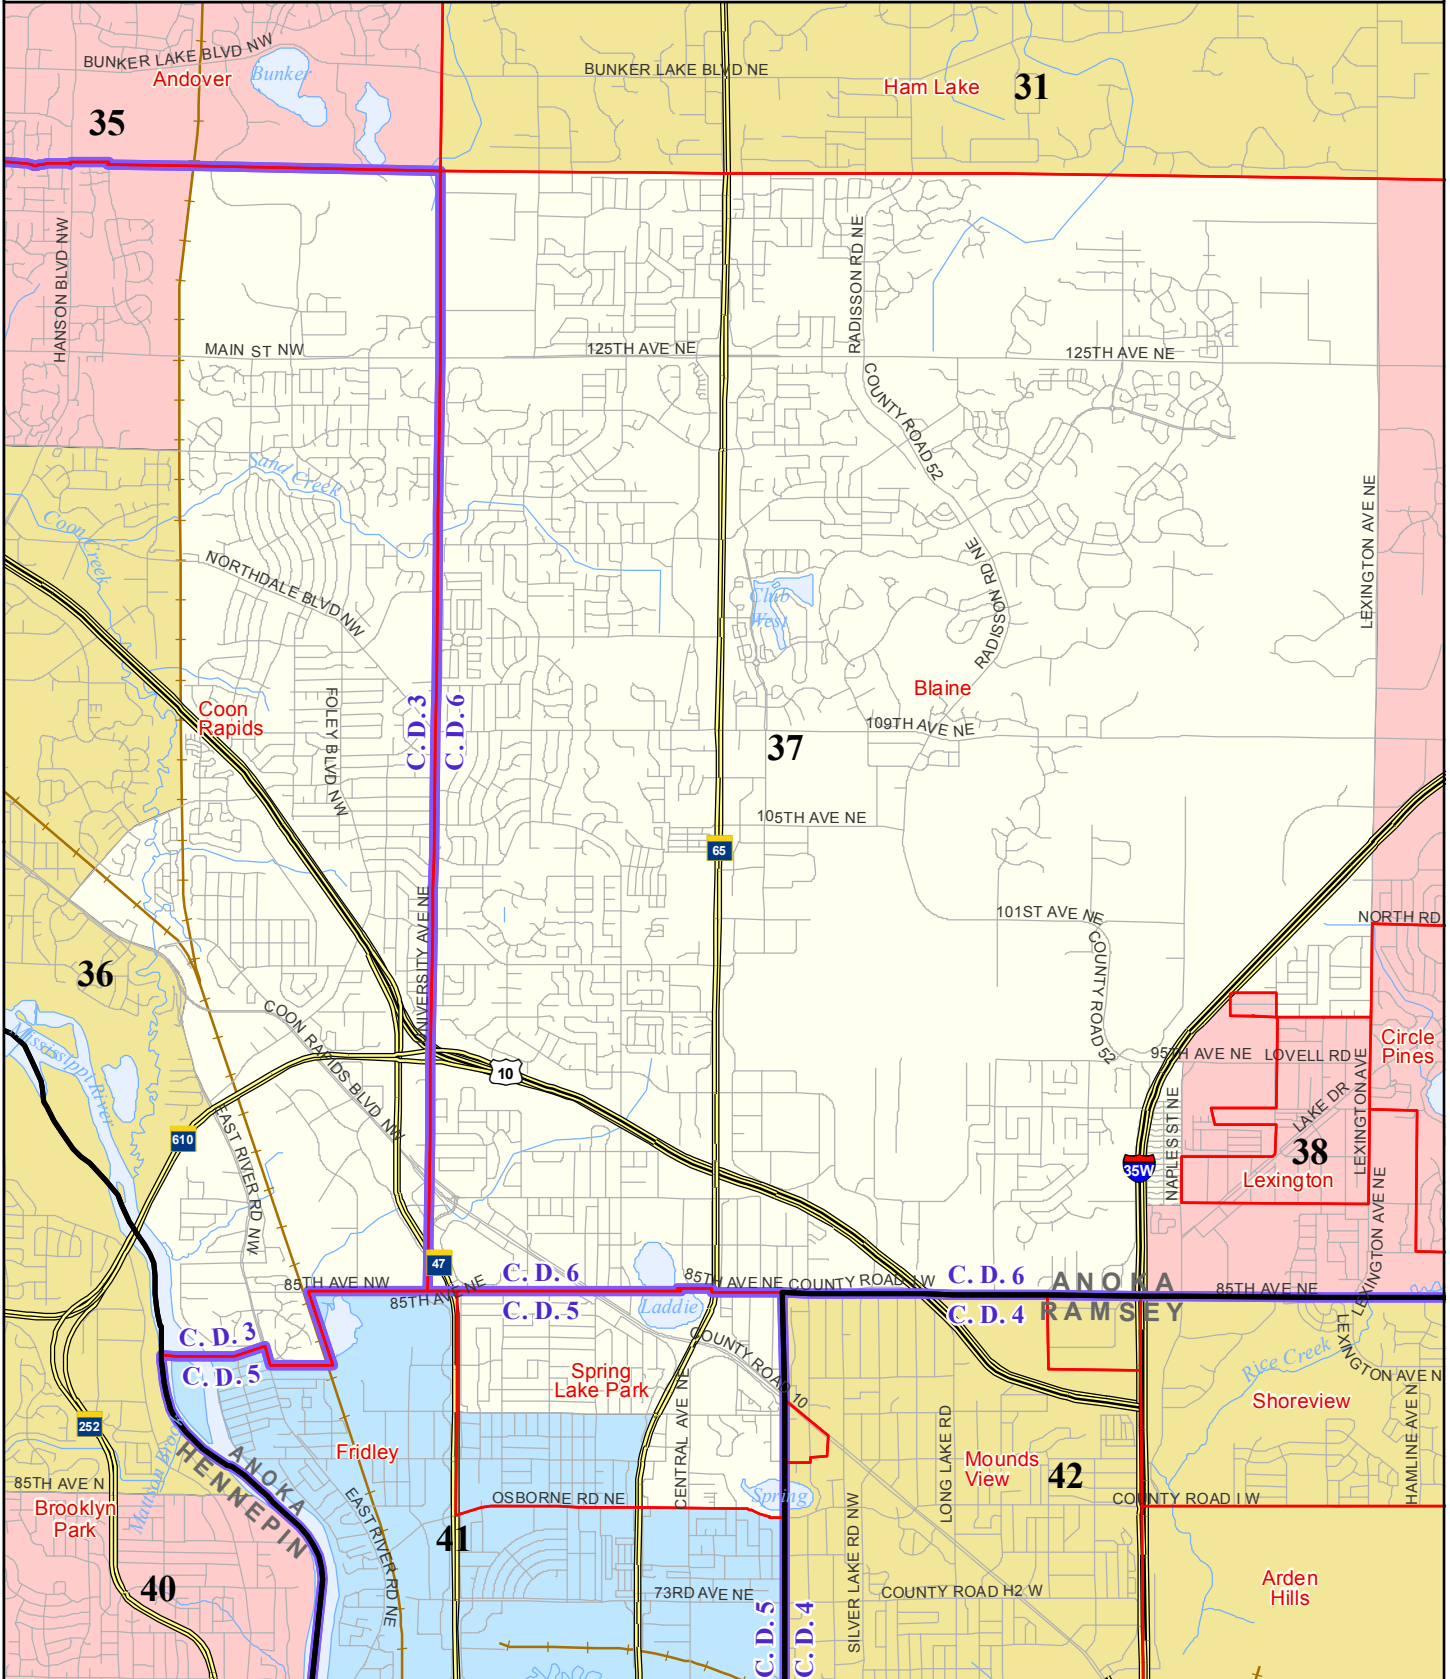 BUNKER LAKE BLVD NW
Andover
Bunker
BUNKER LAKE BLVD NE
Ham Lake
31
35
HANSON BLVD NW
RADISSON RD NE
MAIN ST NW
125TH AVE NE
125TH AVE NE
COUNTY ROAD 52
Sand Creek
Coon Creek
LEXINGTON AVE NE
NORTHDALE BLVD NW
RADISSON RD NE
Club
West
Blaine
Coon
Rapids
FOLEY BLVD NW
C. D. 3
C. D. 6
109TH AVE NE
37
105TH AVE NE
65
UNIVERSITY AVE NE
101ST AVE NE
NORTH RD
COUNTY ROAD 52
36
COON RAPIDS BLVD NW
Mississippi River
10
95TH AVE NE
LOVELL RD
Circle
Pines
LEXINGTON AVE
LAKE DR
NAPLES ST NE
38
Lexington
35W
610
EAST RIVER RD NW
LEXINGTON AVE NE
47
85TH AVE NW
85TH AVE NE
C. D. 6
C. D. 5
85TH AVE NE
COUNTY ROAD I W
C. D. 6
C. D. 4
ANOKA
RAMSEY
85TH AVE NE
Laddie
C. D. 3
C. D. 5
COUNTY ROAD 10
Rice Creek
LEXINGTON AVE N
Spring
Lake Park
CENTRAL AVE NE
Shoreview
HAMLINE AVE N
252
Mattson Brook
ANOKA
HENNEPIN
Fridley
LONG LAKE RD
Mounds
View
42
85TH AVE N
Brooklyn
Park
OSBORNE RD NE
Spring
COUNTY ROAD I W
EAST RIVER RD NE
41
SILVER LAKE RD NW
40
73RD AVE NE
COUNTY ROAD H2 W
Arden
Hills
C. D. 5
C. D. 4